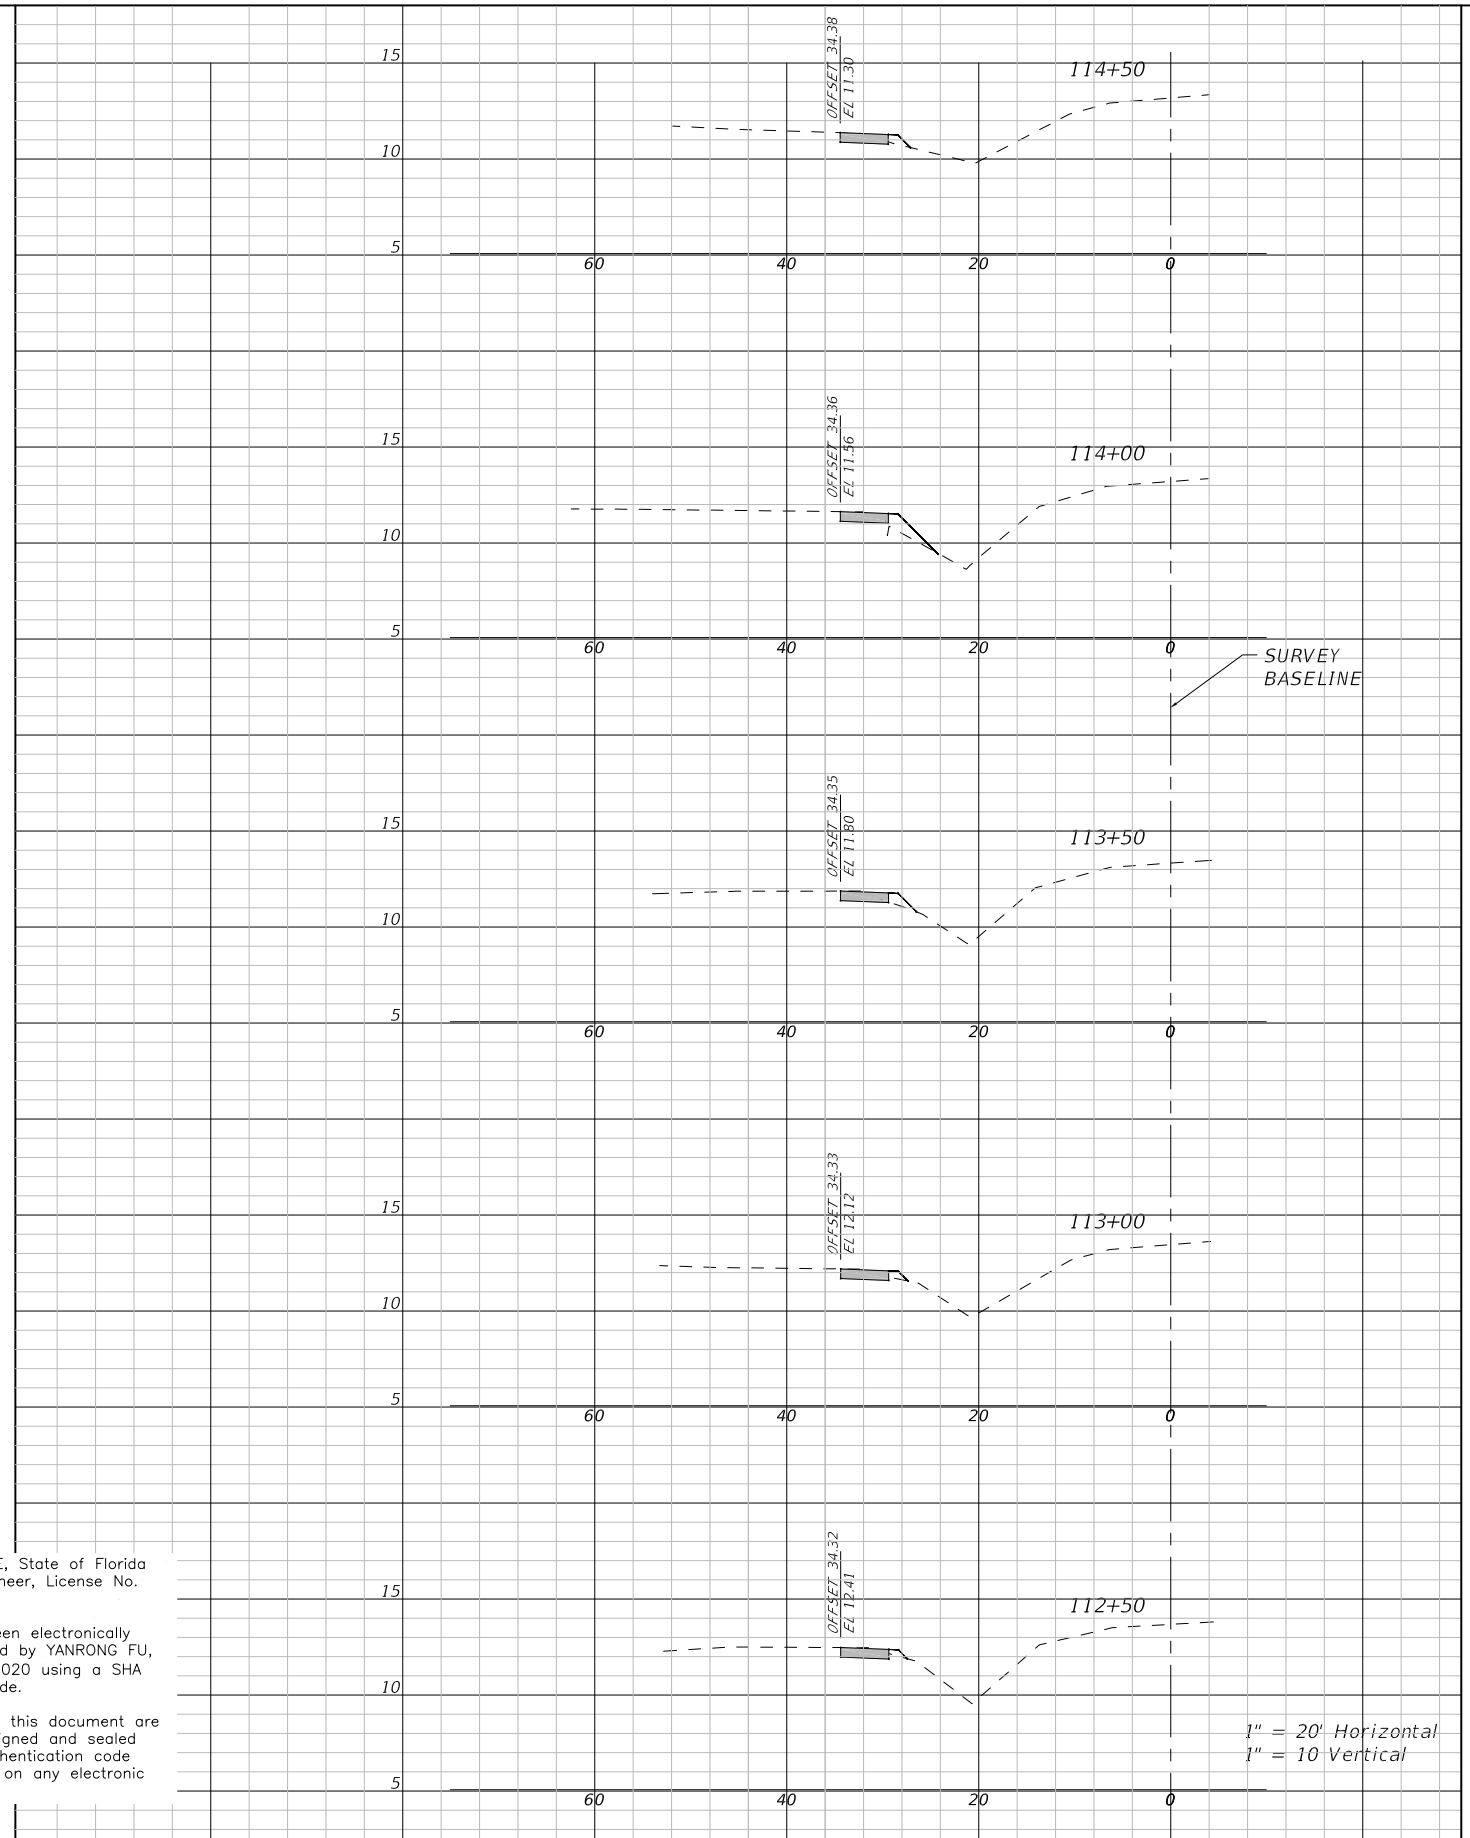 OFFSET 34.38
EL 11.30
114+50
15
10
5
60 40 20 0
OFFSET 34.36
EL 11.56
114+00
15
10
5
60 40 20 0
SURVEY
BASELINE
OFFSET 34.35
EL 11.80
113+50
15
10
5
60 40 20 0
OFFSET 34.33
EL 12.12
113+00
15
10
5
60 40 20 0
OFFSET 34.32
EL 12.41
112+50
15
10
5
60 40 20 0
1" = 20' Horizontal
1" = 10 Vertical
E, State of Florida
neer, License No.
en electronically
d by YANRONG FU,
020 using a SHA
de.
this document are
gned and sealed
hentication code
on any electronic